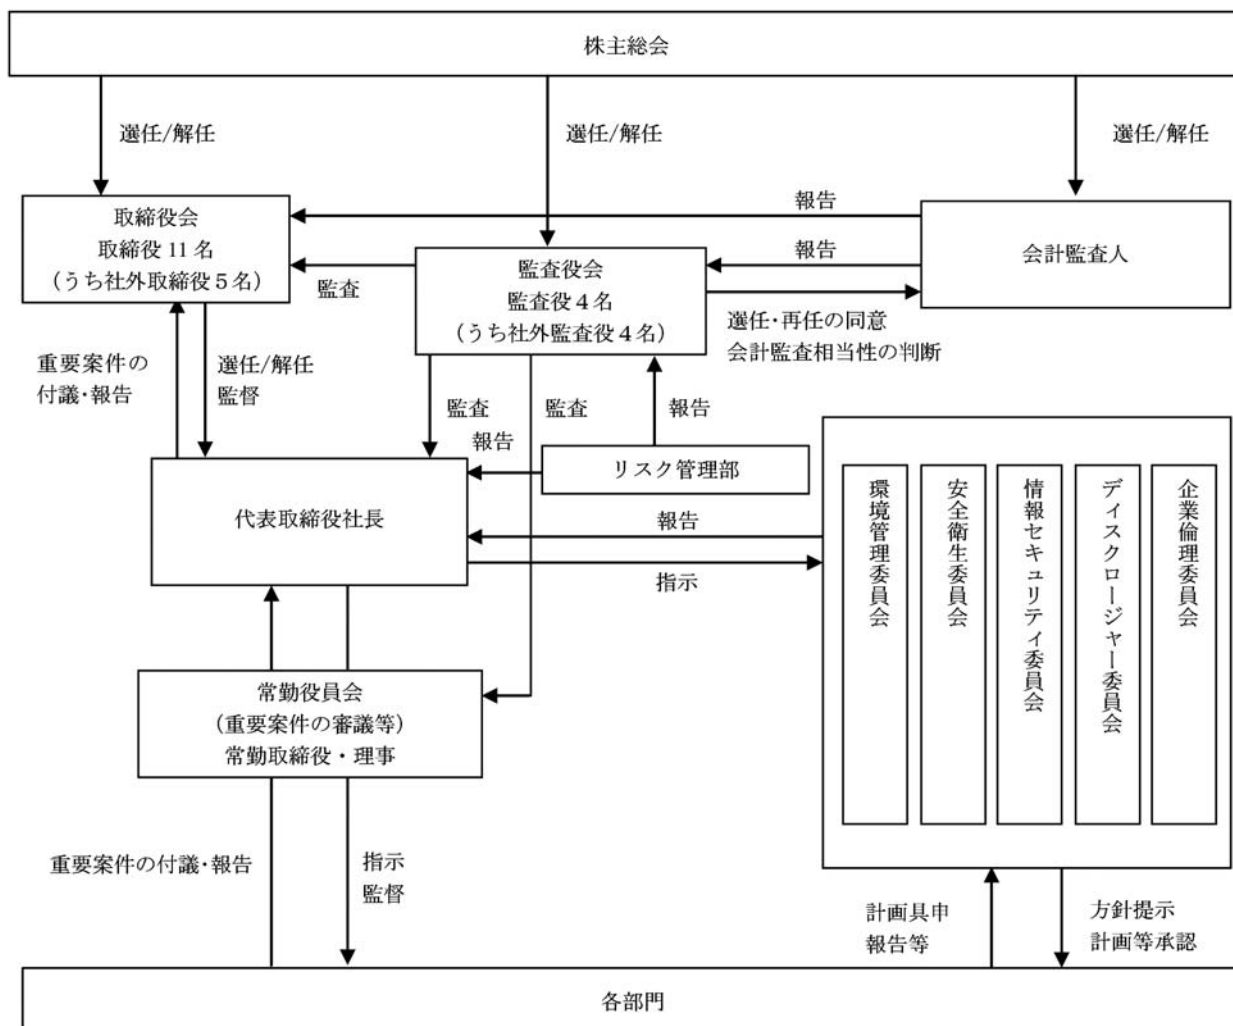 株主総会
選任/解任
選任/解任
選任/解任
取締役会
取締役 11 名
（うち社外取締役５名）
報告
会計監査人
監査
監査役会
監査役４名
（うち社外監査役４名）
報告
選任･再任の同意
会計監査相当性の判断
重要案件の
付議･報告
選任/解任
監督
監査
監査
報告
報告
リスク管理部
代表取締役社長
報告
指示
環境管理委員会
安全衛生委員会
情報セキュリティ委員会
ディスクロージャー委員会
企業倫理委員会
常勤役員会
（重要案件の審議等）
常勤取締役・理事
重要案件の付議･報告
指示
監督
計画具申
報告等
方針提示
計画等承認
各部門